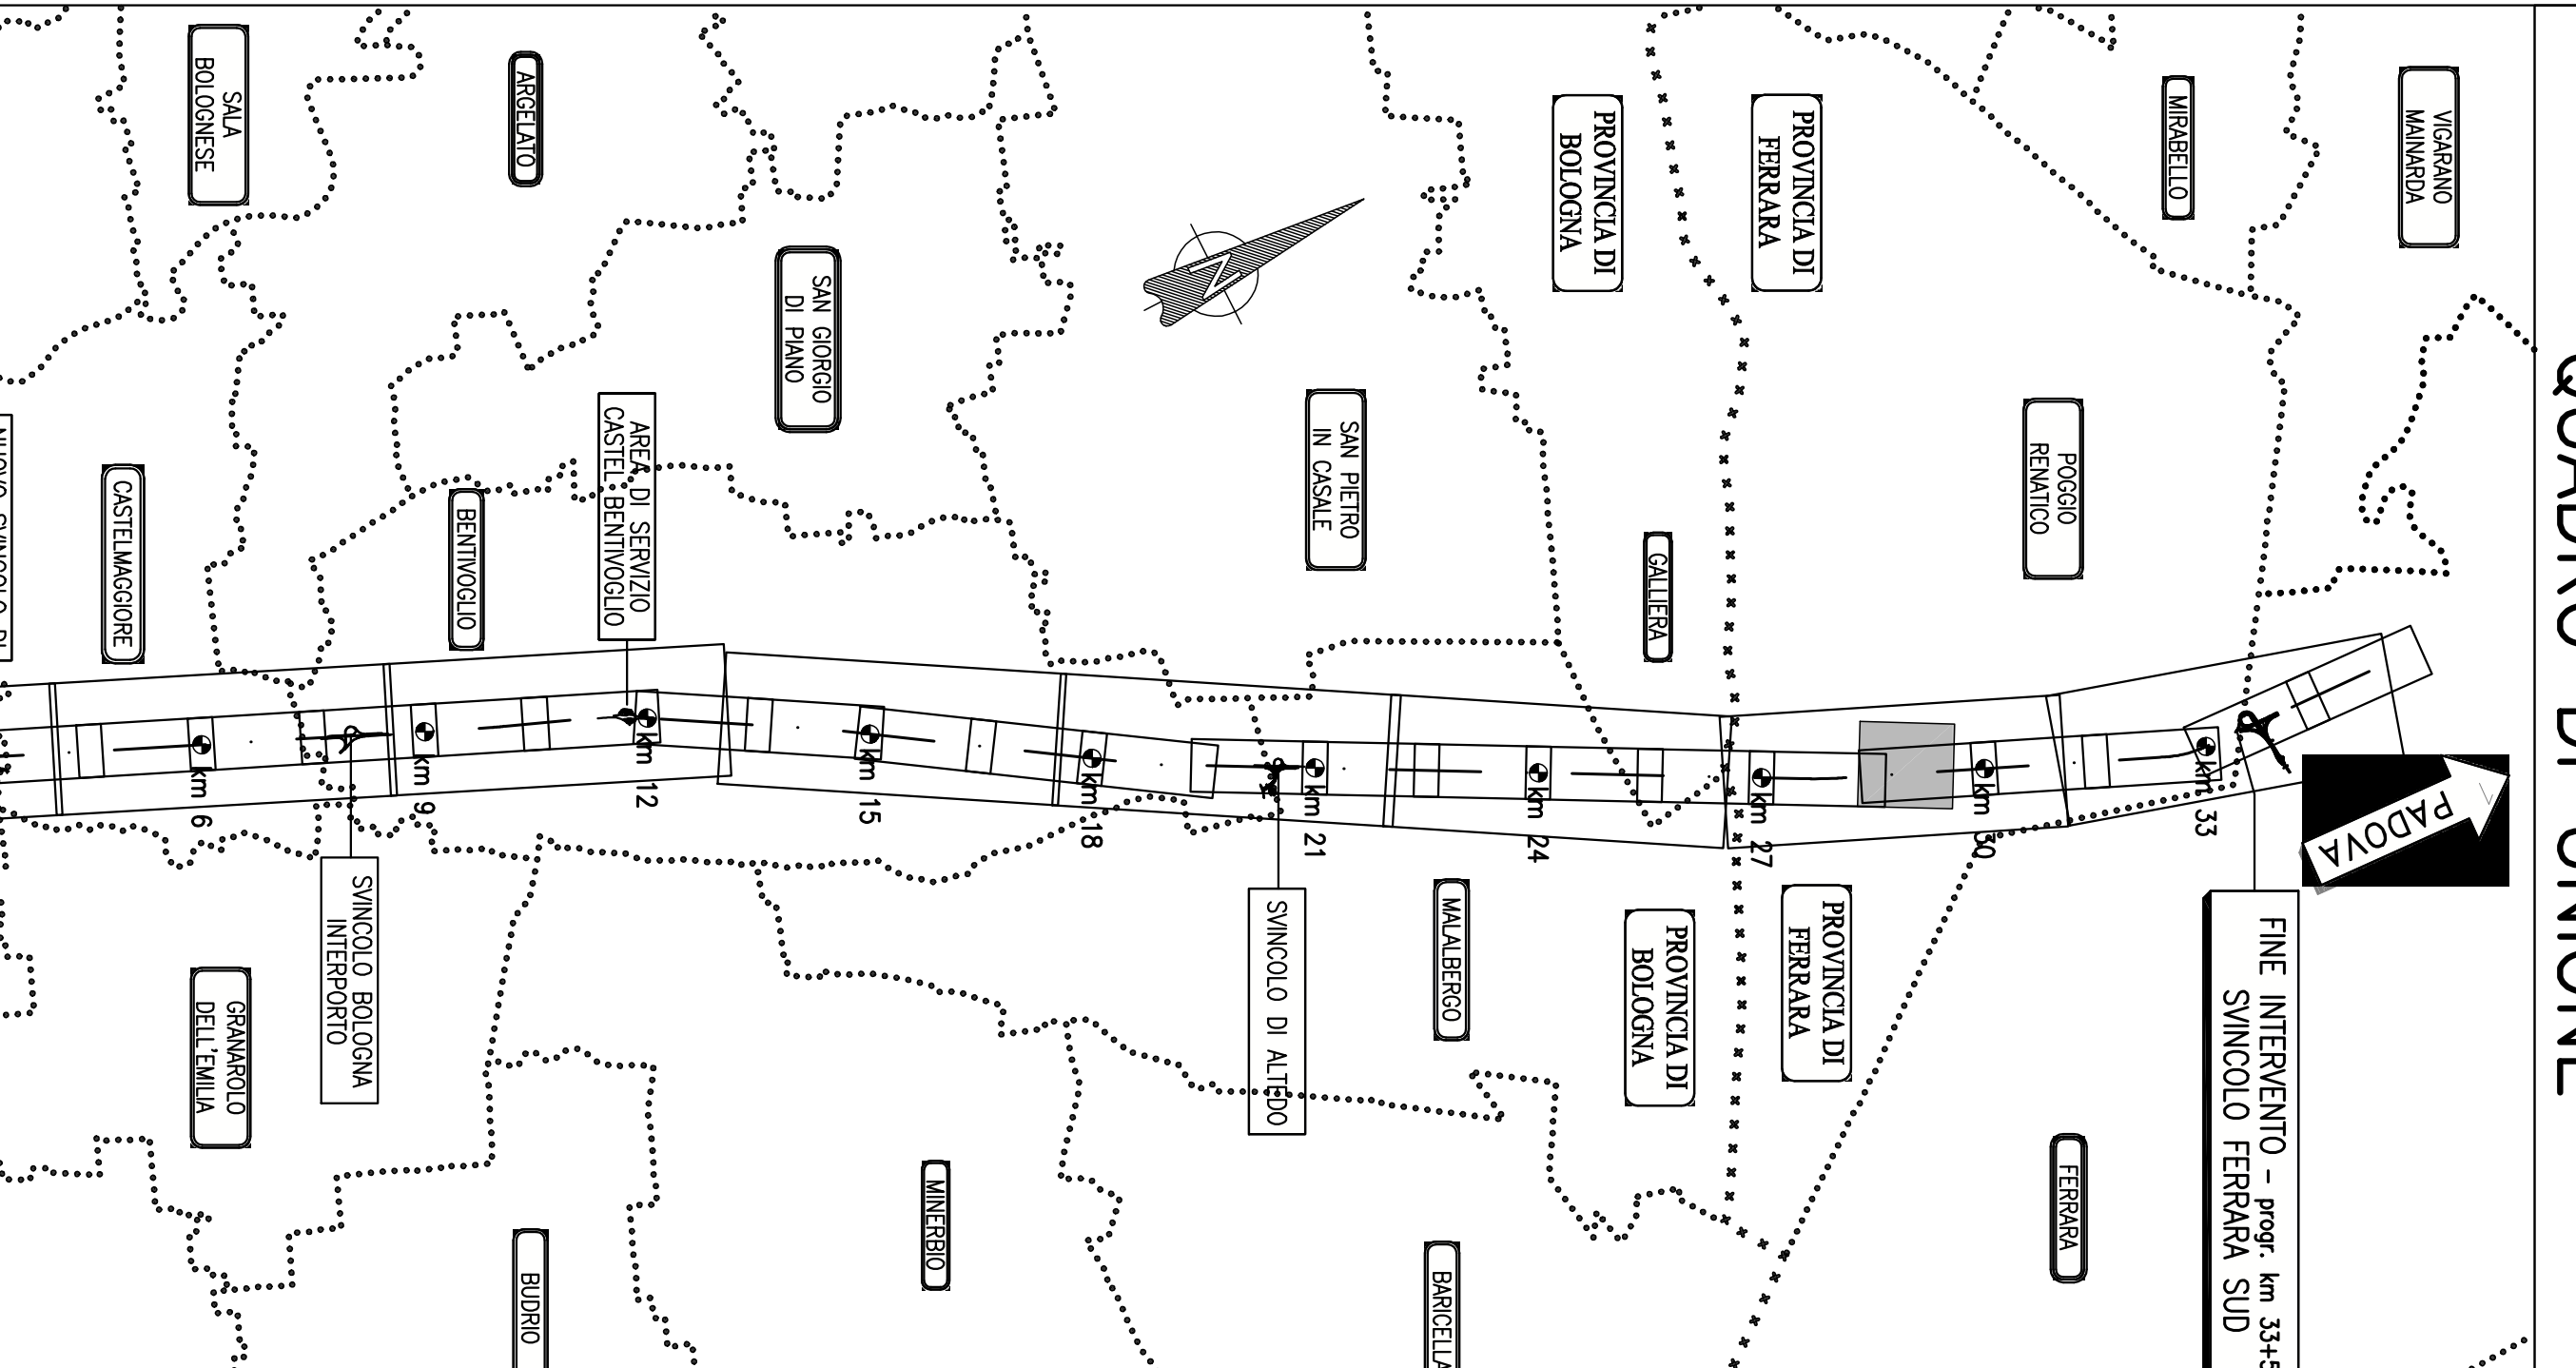 QUADRO DI UNIONE
VIGARANO
MAINARDA
MIRABELLO
PROVINCIA DI
FERRARA
PROVINCIA DI
BOLOGNA
ARGELATO
SALA
BOLOGNESE
SAN GIORGIO
DI PIANO
N
SAN PIETRO
IN CASALE
POGGIO
RENATICO
GALLIERA
AREA DI SERVIZIO
CASTEL BENTIVOGLIO
BENTIVOGLIO
CASTELMAGGIORE
NUOVO SVINCOLO DI
PADOVA
km 33
km 30
km 27
km 24
km 21
km 18
km 15
km 12
km 9
km 6
FINE INTERVENTO - progr. km 33+5
SVINCOLO FERRARA SUD
PROVINCIA DI
FERRARA
PROVINCIA DI
BOLOGNA
MALALBERGO
SVINCOLO DI ALTEDO
SVINCOLO BOLOGNA
INTERPORTO
GRANAROLO
DELL'EMILIA
FERRARA
MINERBIO
BARICELLA
BUDRIO